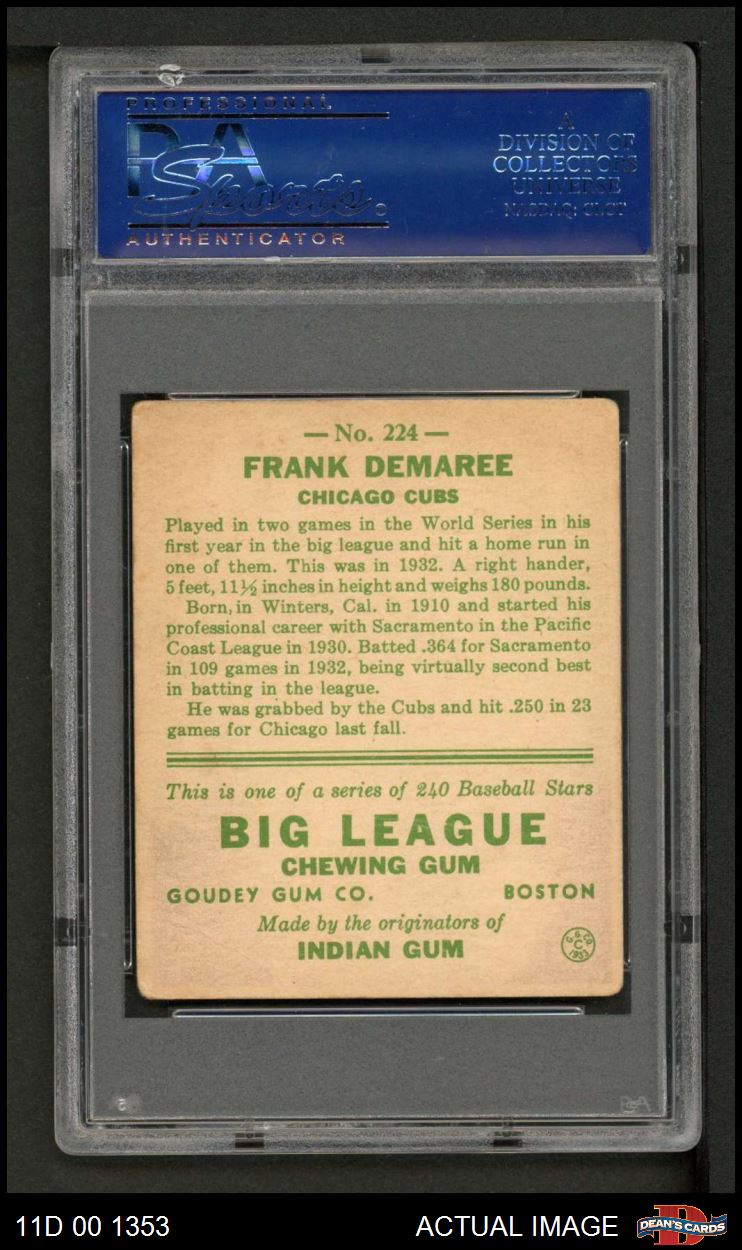 PROFESSIONAL
PSA
Sports
AUTHENTICATOR
A
DIVISION OF
COLLECTORS
UNIVERSE
NASDAQ: CLCT
— No. 224 —
FRANK DEMAREE
CHICAGO CUBS
Played in two games in the World Series in his
first year in the big league and hit a home run in
one of them. This was in 1932. A right hander,
5 feet, 11½ inches in height and weighs 180 pounds.
Born, in Winters, Cal. in 1910 and started his
professional career with Sacramento in the Pacific
Coast League in 1930. Batted .364 for Sacramento
in 109 games in 1932, being virtually second best
in batting in the league.
He was grabbed by the Cubs and hit .250 in 23
games for Chicago last fall.
This is one of a series of 240 Baseball Stars
BIG LEAGUE
CHEWING GUM
GOUDEY GUM CO. BOSTON
Made by the originators of
INDIAN GUM
G. G. CO.
C
1933
PSA
11D 00 1353
ACTUAL IMAGE
DEAN'S CARDS